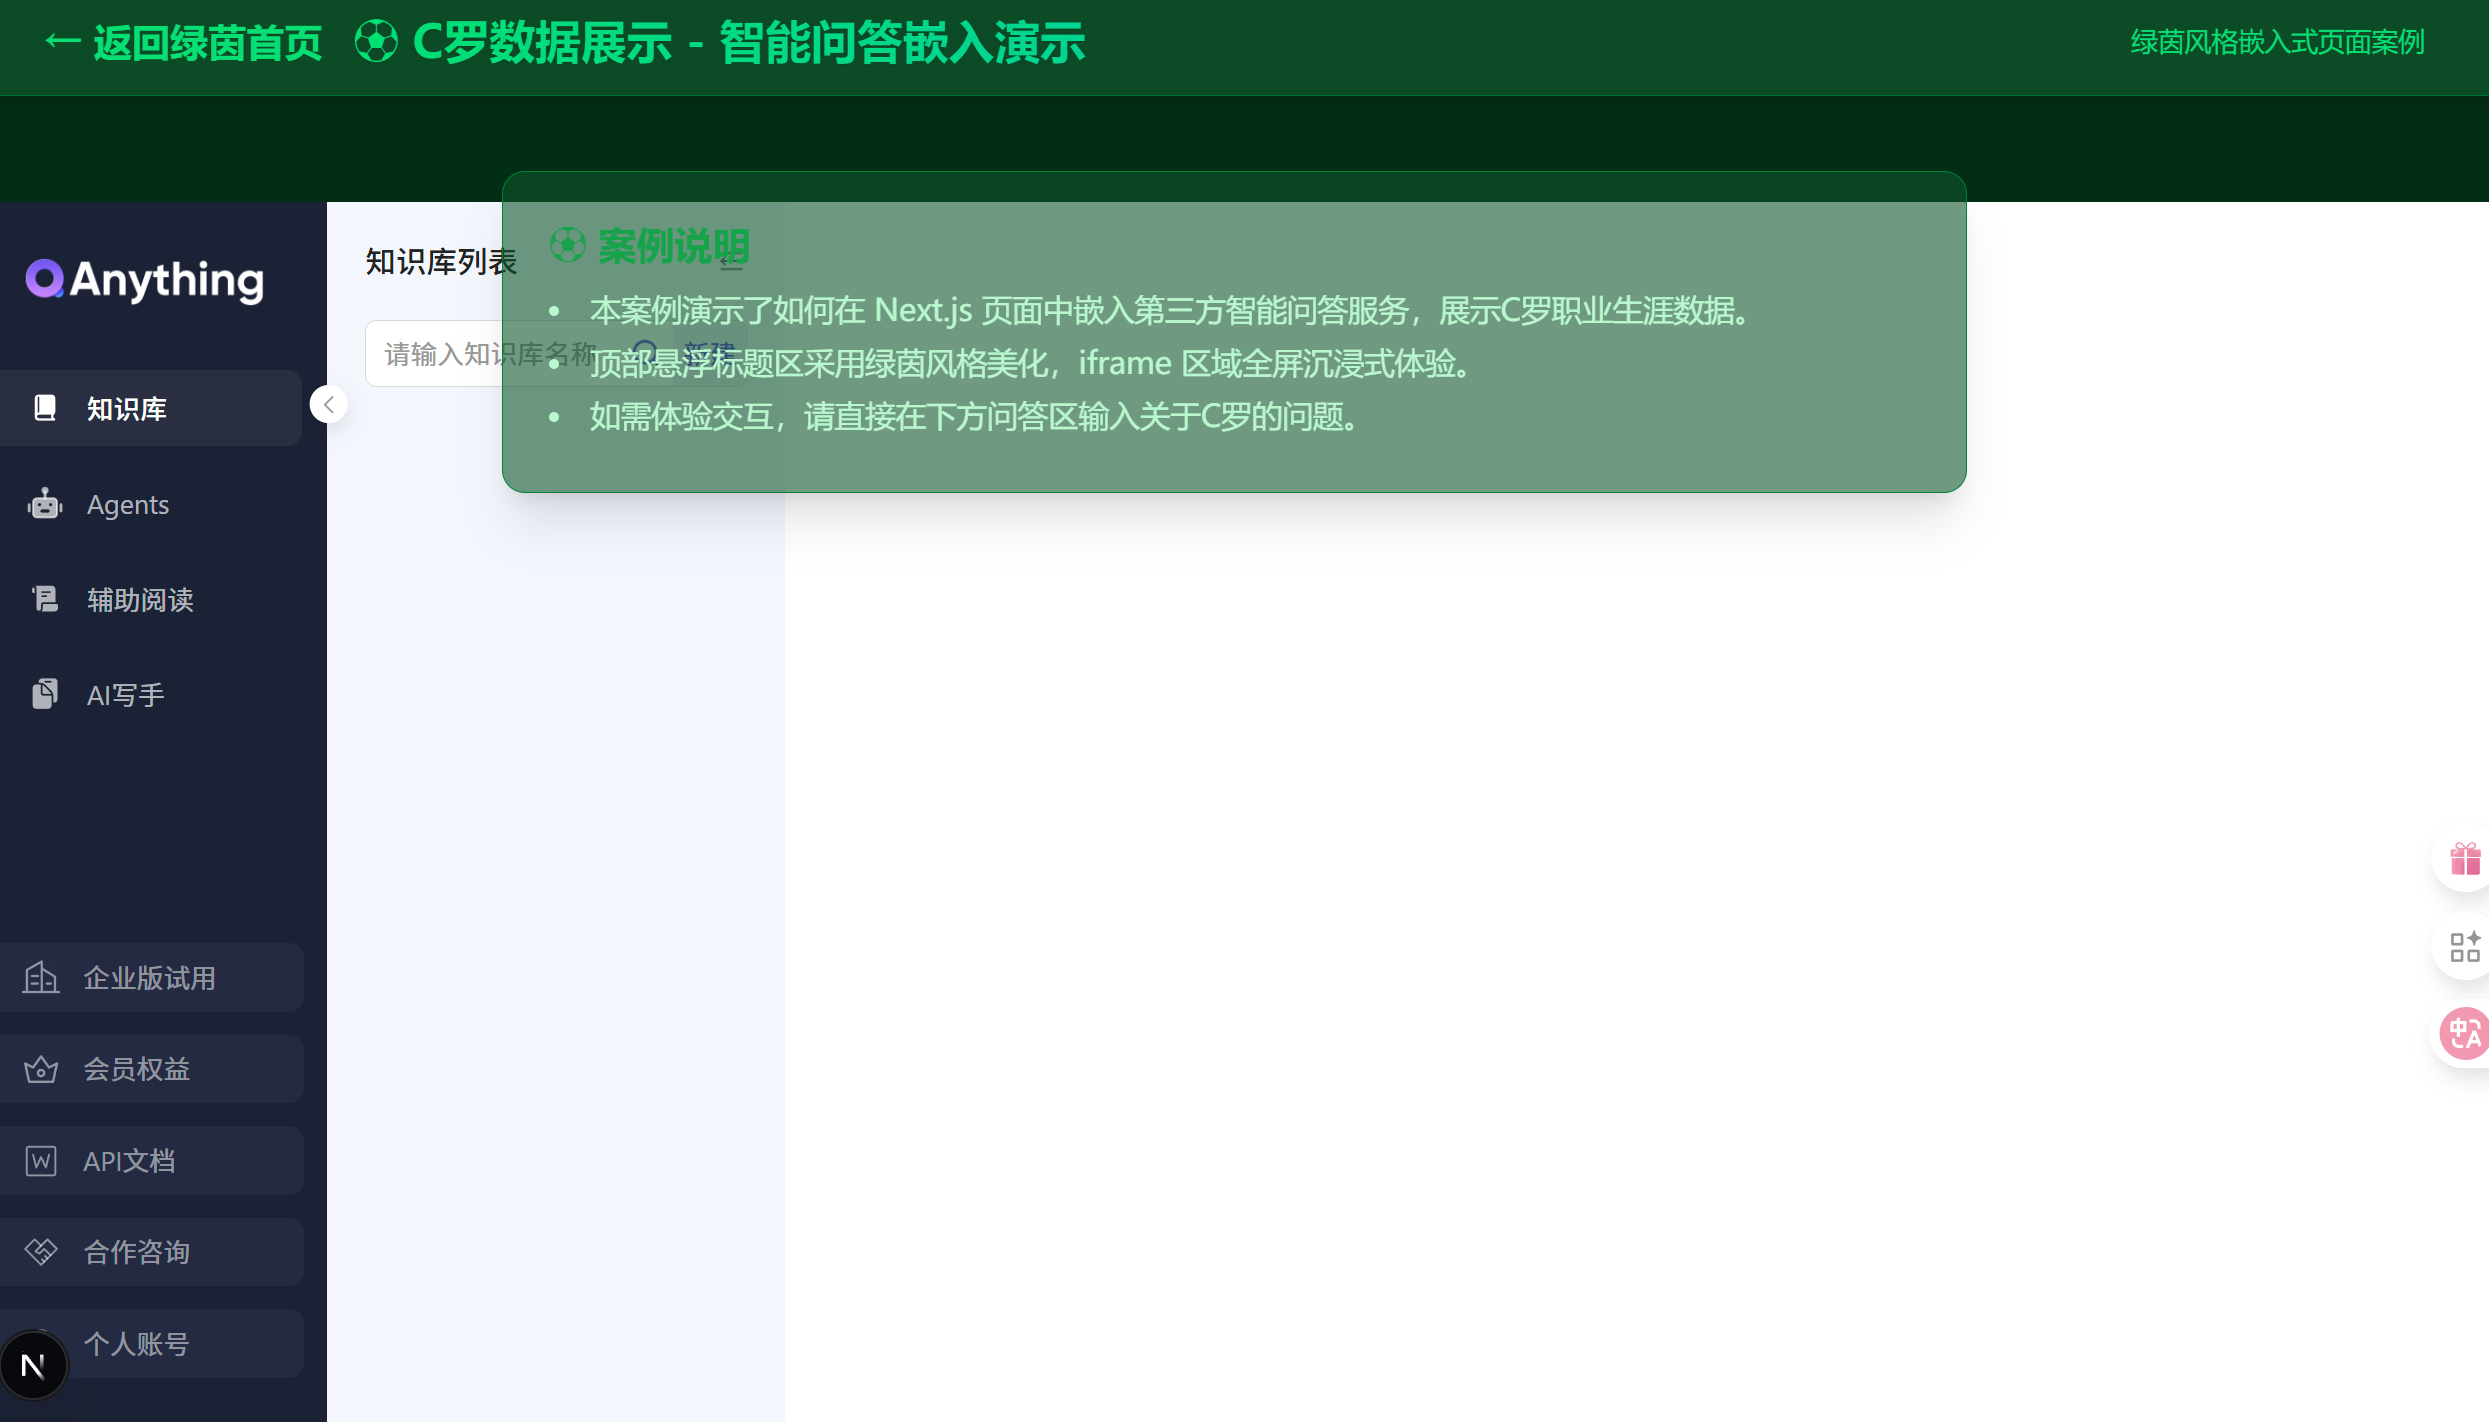 ← 返回绿茵首页
⚽ C罗数据展示 - 智能问答嵌入演示
绿茵风格嵌入式页面案例
QAnything
知识库
Agents
辅助阅读
AI写手
企业版试用
会员权益
API文档
合作咨询
个人账号
N
知识库列表
请输入知识库名称
新建
⚽ 案例说明
• 本案例演示了如何在 Next.js 页面中嵌入第三方智能问答服务，展示C罗职业生涯数据。
• 顶部悬浮标题区采用绿茵风格美化，iframe 区域全屏沉浸式体验。
• 如需体验交互，请直接在下方问答区输入关于C罗的问题。
中A